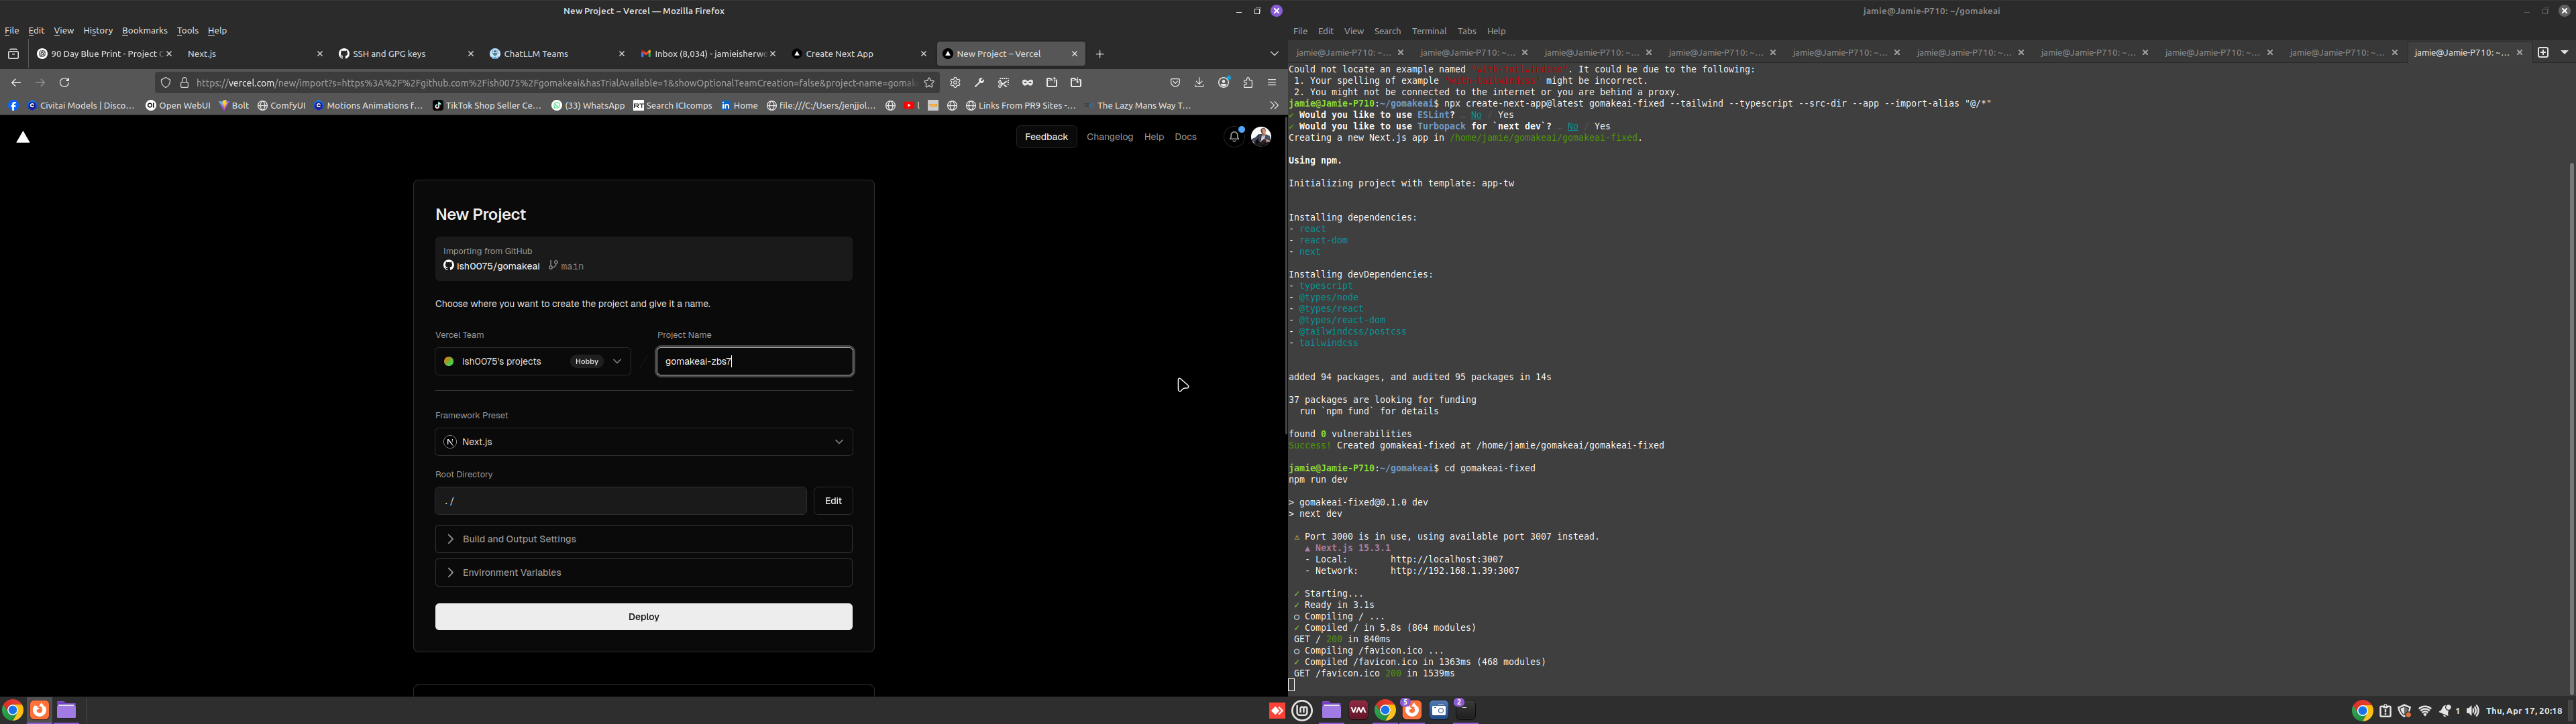 New Project – Vercel — Mozilla Firefox
File Edit View History Bookmarks Tools Help
90 Day Blue Print - Project C
Next.js
SSH and GPG keys
ChatLLM Teams
Inbox (8,034) - jamieisherw
Create Next App
New Project – Vercel
https://vercel.com/new/import?s=https%3A%2F%2Fgithub.com%2Fish0075%2Fgomakeai&hasTrialAvailable=1&showOptionalTeamCreation=false&project-name=gomak
Civitai Models | Disco…
Open WebUI
Bolt
ComfyUI
Motions Animations f…
TikTok Shop Seller Ce…
(33) WhatsApp
RT Search ICIcomps
in Home
file:///C:/Users/jenjjol…
Links From PR9 Sites -…
The Lazy Mans Way T…
Feedback Changelog Help Docs
New Project
Importing from GitHub
ish0075/gomakeai main
Choose where you want to create the project and give it a name.
Vercel Team
Project Name
ish0075's projects Hobby
/
gomakeai-zbs7
Framework Preset
Next.js
Root Directory
./
Edit
Build and Output Settings
Environment Variables
Deploy
jamie@Jamie-P710: ~/gomakeai
File Edit View Search Terminal Tabs Help
jamie@Jamie-P710: ~… jamie@Jamie-P710: ~… jamie@Jamie-P710: ~… jamie@Jamie-P710: ~… jamie@Jamie-P710: ~… jamie@Jamie-P710: ~… jamie@Jamie-P710: ~… jamie@Jamie-P710: ~… jamie@Jamie-P710: ~… jamie@Jamie-P710: ~…
Could not locate an example named "with-tailwindcss". It could be due to the following:
1. Your spelling of example "with-tailwindcss" might be incorrect.
2. You might not be connected to the internet or you are behind a proxy.
jamie@Jamie-P710:~/gomakeai$ npx create-next-app@latest gomakeai-fixed --tailwind --typescript --src-dir --app --import-alias "@/*"
✔ Would you like to use ESLint? … No / Yes
✔ Would you like to use Turbopack for `next dev`? … No / Yes
Creating a new Next.js app in /home/jamie/gomakeai/gomakeai-fixed.
Using npm.
Initializing project with template: app-tw
Installing dependencies:
- react
- react-dom
- next
Installing devDependencies:
- typescript
- @types/node
- @types/react
- @types/react-dom
- @tailwindcss/postcss
- tailwindcss
added 94 packages, and audited 95 packages in 14s
37 packages are looking for funding
run `npm fund` for details
found 0 vulnerabilities
Success! Created gomakeai-fixed at /home/jamie/gomakeai/gomakeai-fixed
jamie@Jamie-P710:~/gomakeai$ cd gomakeai-fixed
npm run dev
> gomakeai-fixed@0.1.0 dev
> next dev
⚠ Port 3000 is in use, using available port 3007 instead.
▲ Next.js 15.3.1
- Local: http://localhost:3007
- Network: http://192.168.1.39:3007
✓ Starting...
✓ Ready in 3.1s
○ Compiling / ...
✓ Compiled / in 5.8s (804 modules)
GET / 200 in 840ms
○ Compiling /favicon.ico ...
✓ Compiled /favicon.ico in 1363ms (468 modules)
GET /favicon.ico 200 in 1539ms
VM
5
2
1
Thu, Apr 17, 20:18